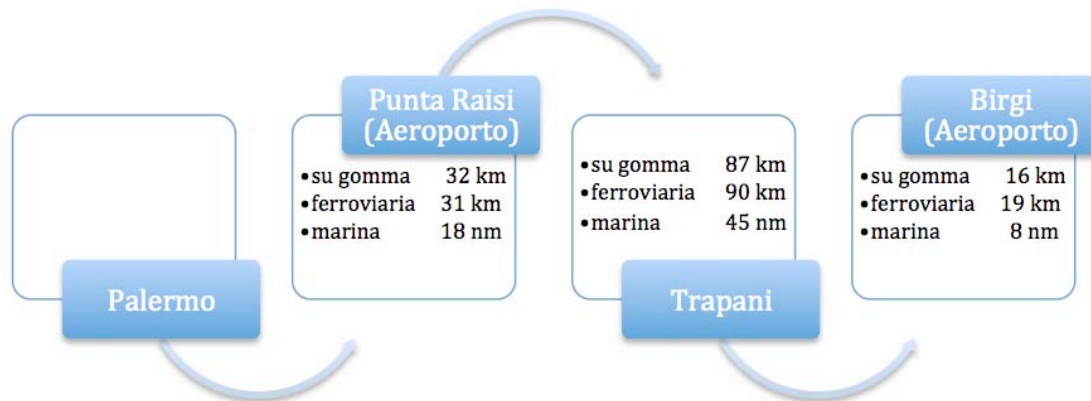 Palermo
Punta Raisi
(Aeroporto)
• su gomma 32 km
• ferroviaria 31 km
• marina 18 nm
• su gomma 87 km
• ferroviaria 90 km
• marina 45 nm
Trapani
Birgi
(Aeroporto)
• su gomma 16 km
• ferroviaria 19 km
• marina 8 nm